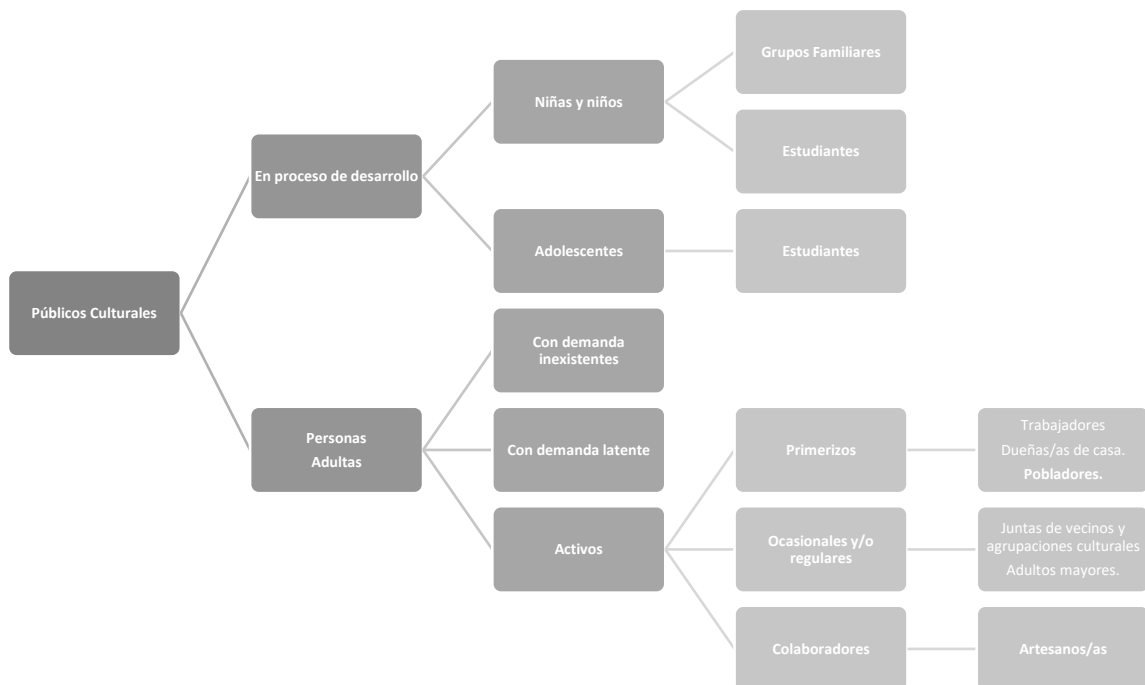 Públicos Culturales
En proceso de desarrollo
Niñas y niños
Grupos Familiares
Estudiantes
Adolescentes
Estudiantes
Personas
Adultas
Con demanda
inexistentes
Con demanda latente
Activos
Primerizos
Trabajadores
Dueñas/as de casa.
Pobladores.
Ocasionales y/o
regulares
Juntas de vecinos y
agrupaciones culturales
Adultos mayores.
Colaboradores
Artesanos/as